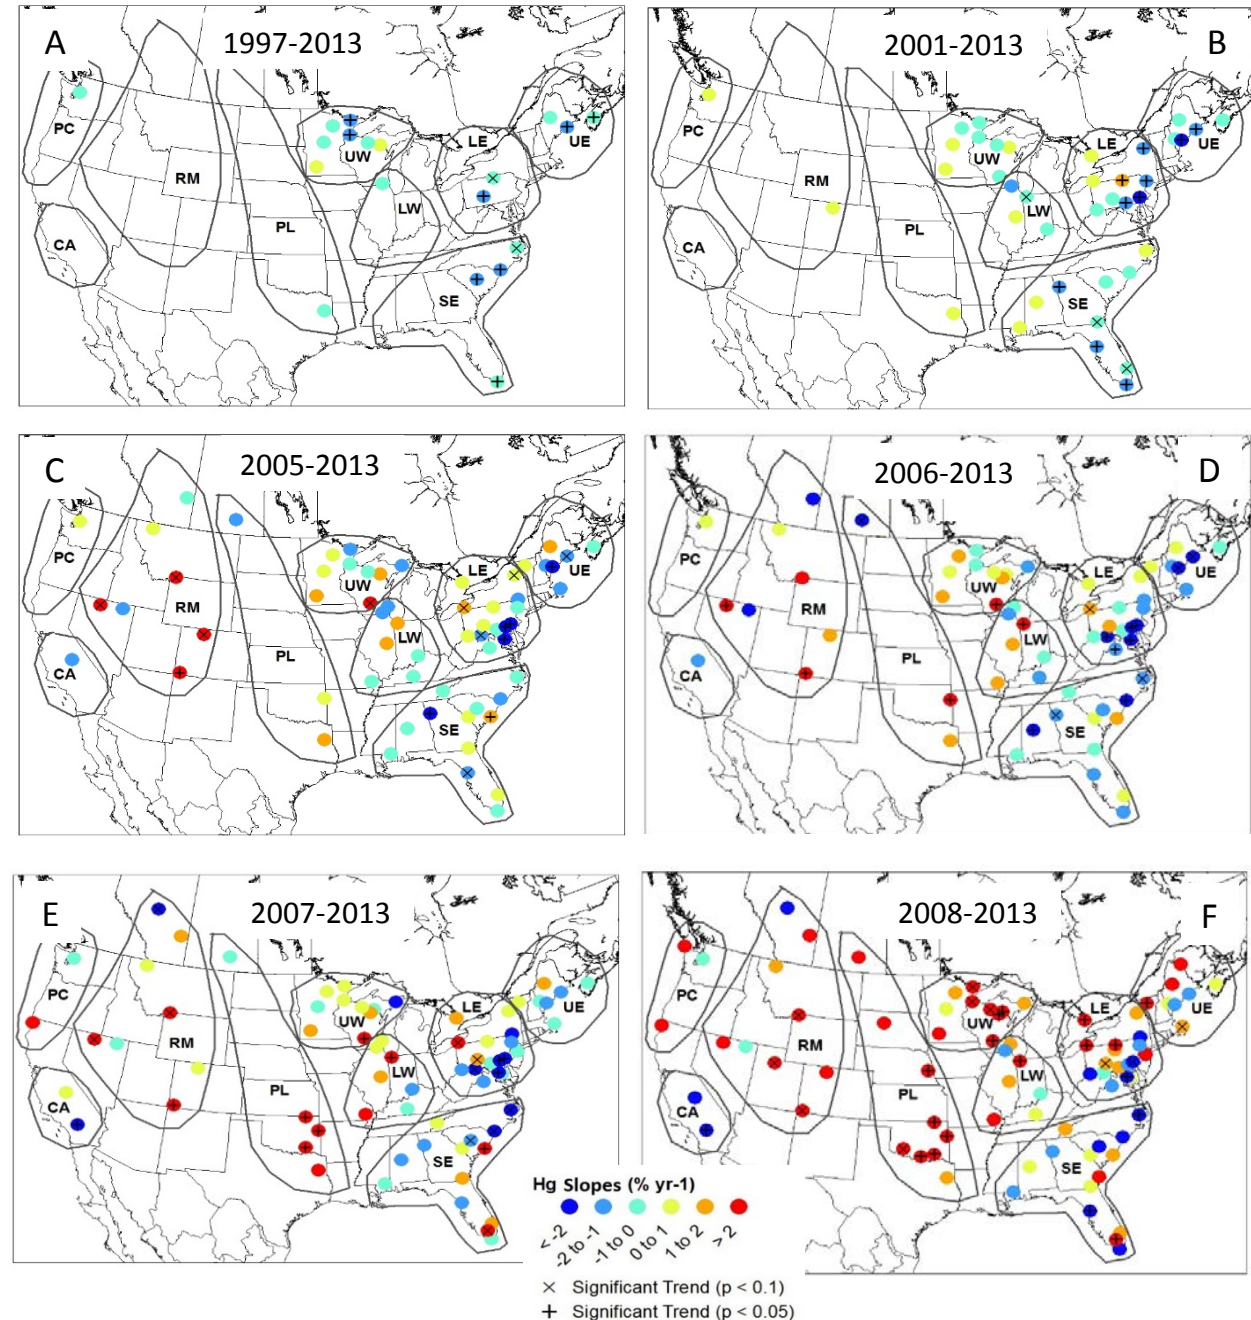 A 1997-2013
PC RM CA PL UW LW LE UE SE
2001-2013 B
PC RM CA PL UW LW LE UE SE
C 2005-2013
PC RM CA PL UW LW LE UE SE
2006-2013 D
PC RM CA PL UW LW LE UE SE
E 2007-2013
PC RM CA PL UW LW LE UE SE
2008-2013 F
PC RM CA PL UW LW LE UE SE
Hg Slopes (% yr-1)
< -2 -2 to -1 -1 to 0 0 to 1 1 to 2 > 2
× Significant Trend (p < 0.1)
+ Significant Trend (p < 0.05)